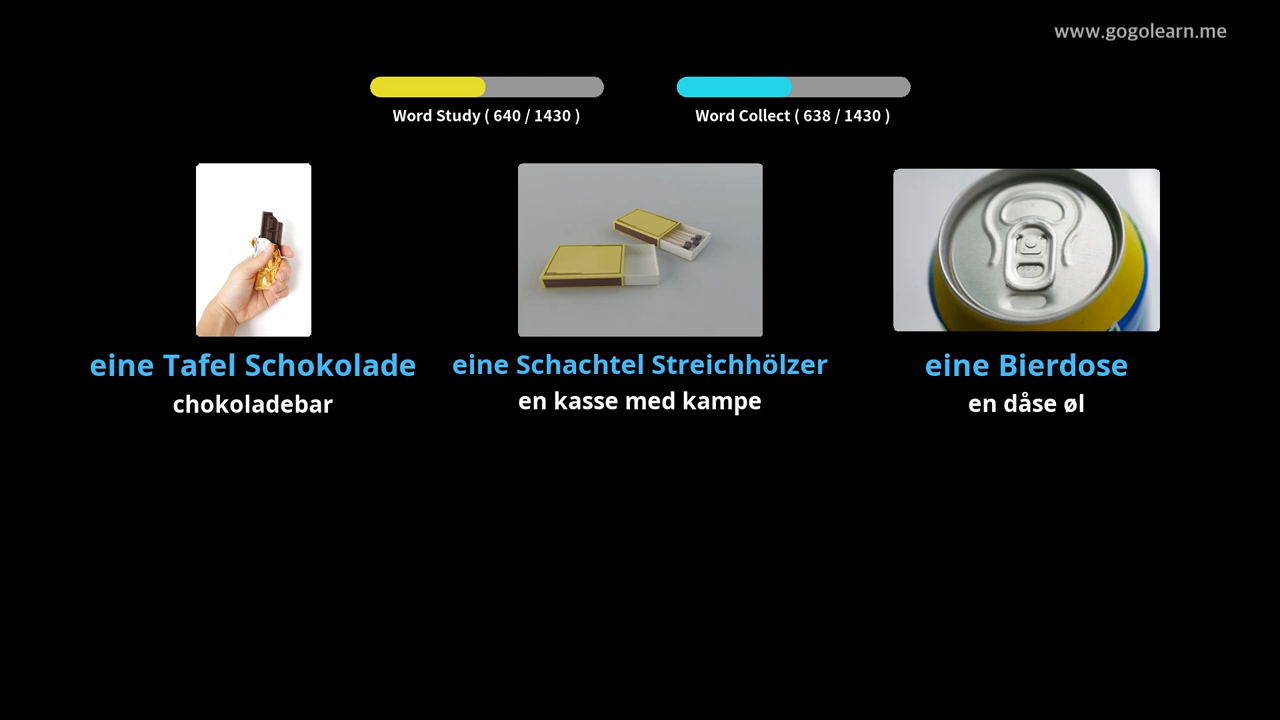 www.gogolearn.me
Word Study ( 640 / 1430 )
Word Collect ( 638 / 1430 )
eine Tafel Schokolade
chokoladebar
eine Schachtel Streichhölzer
en kasse med kampe
eine Bierdose
en dåse øl